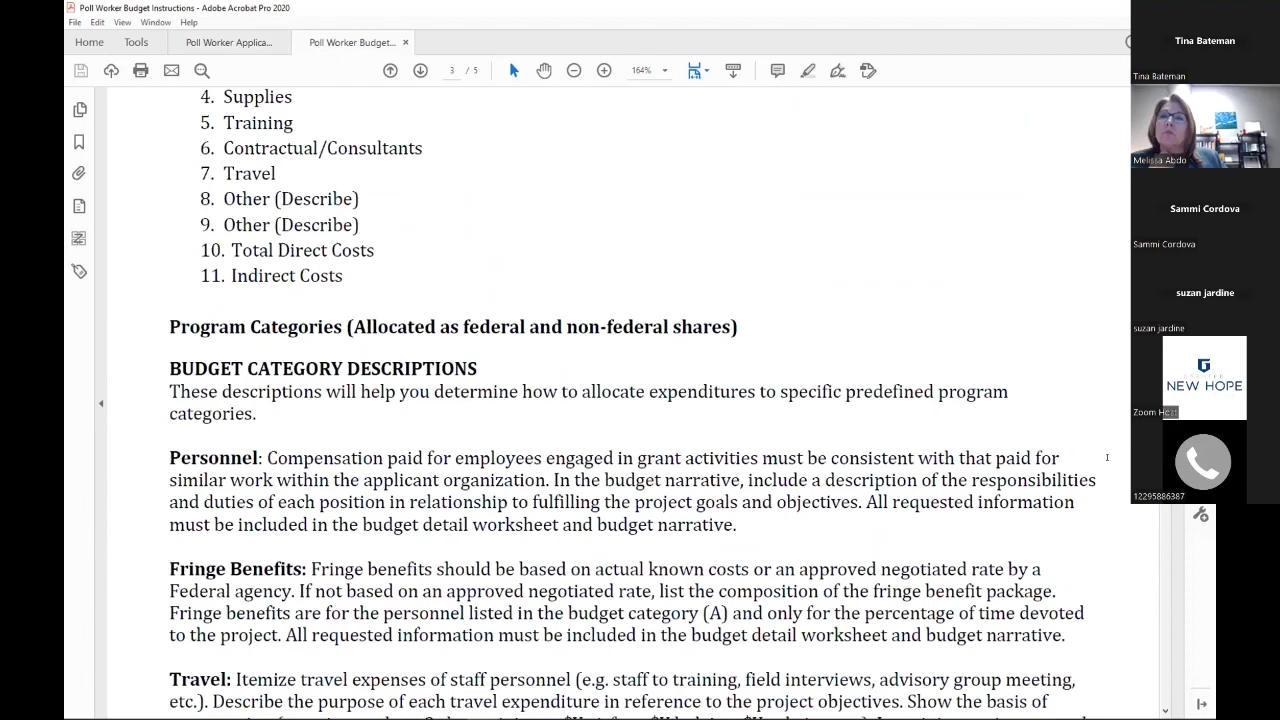 Poll Worker Budget Instructions - Adobe Acrobat Pro 2020
File Edit View Window Help
Home Tools Poll Worker Applica... Poll Worker Budget... ×
3 / 5 164%
4. Supplies
5. Training
6. Contractual/Consultants
7. Travel
8. Other (Describe)
9. Other (Describe)
10. Total Direct Costs
11. Indirect Costs
Program Categories (Allocated as federal and non-federal shares)
BUDGET CATEGORY DESCRIPTIONS
These descriptions will help you determine how to allocate expenditures to specific predefined program
categories.
Personnel: Compensation paid for employees engaged in grant activities must be consistent with that paid for
similar work within the applicant organization. In the budget narrative, include a description of the responsibilities
and duties of each position in relationship to fulfilling the project goals and objectives. All requested information
must be included in the budget detail worksheet and budget narrative.
Fringe Benefits: Fringe benefits should be based on actual known costs or an approved negotiated rate by a
Federal agency. If not based on an approved negotiated rate, list the composition of the fringe benefit package.
Fringe benefits are for the personnel listed in the budget category (A) and only for the percentage of time devoted
to the project. All requested information must be included in the budget detail worksheet and budget narrative.
Travel: Itemize travel expenses of staff personnel (e.g. staff to training, field interviews, advisory group meeting,
etc.). Describe the purpose of each travel expenditure in reference to the project objectives. Show the basis of
Tina Bateman
Tina Bateman
Melissa Abdo
Sammi Cordova
Sammi Cordova
suzan jardine
suzan jardine
NEW HOPE
Zoom Host
12295886387